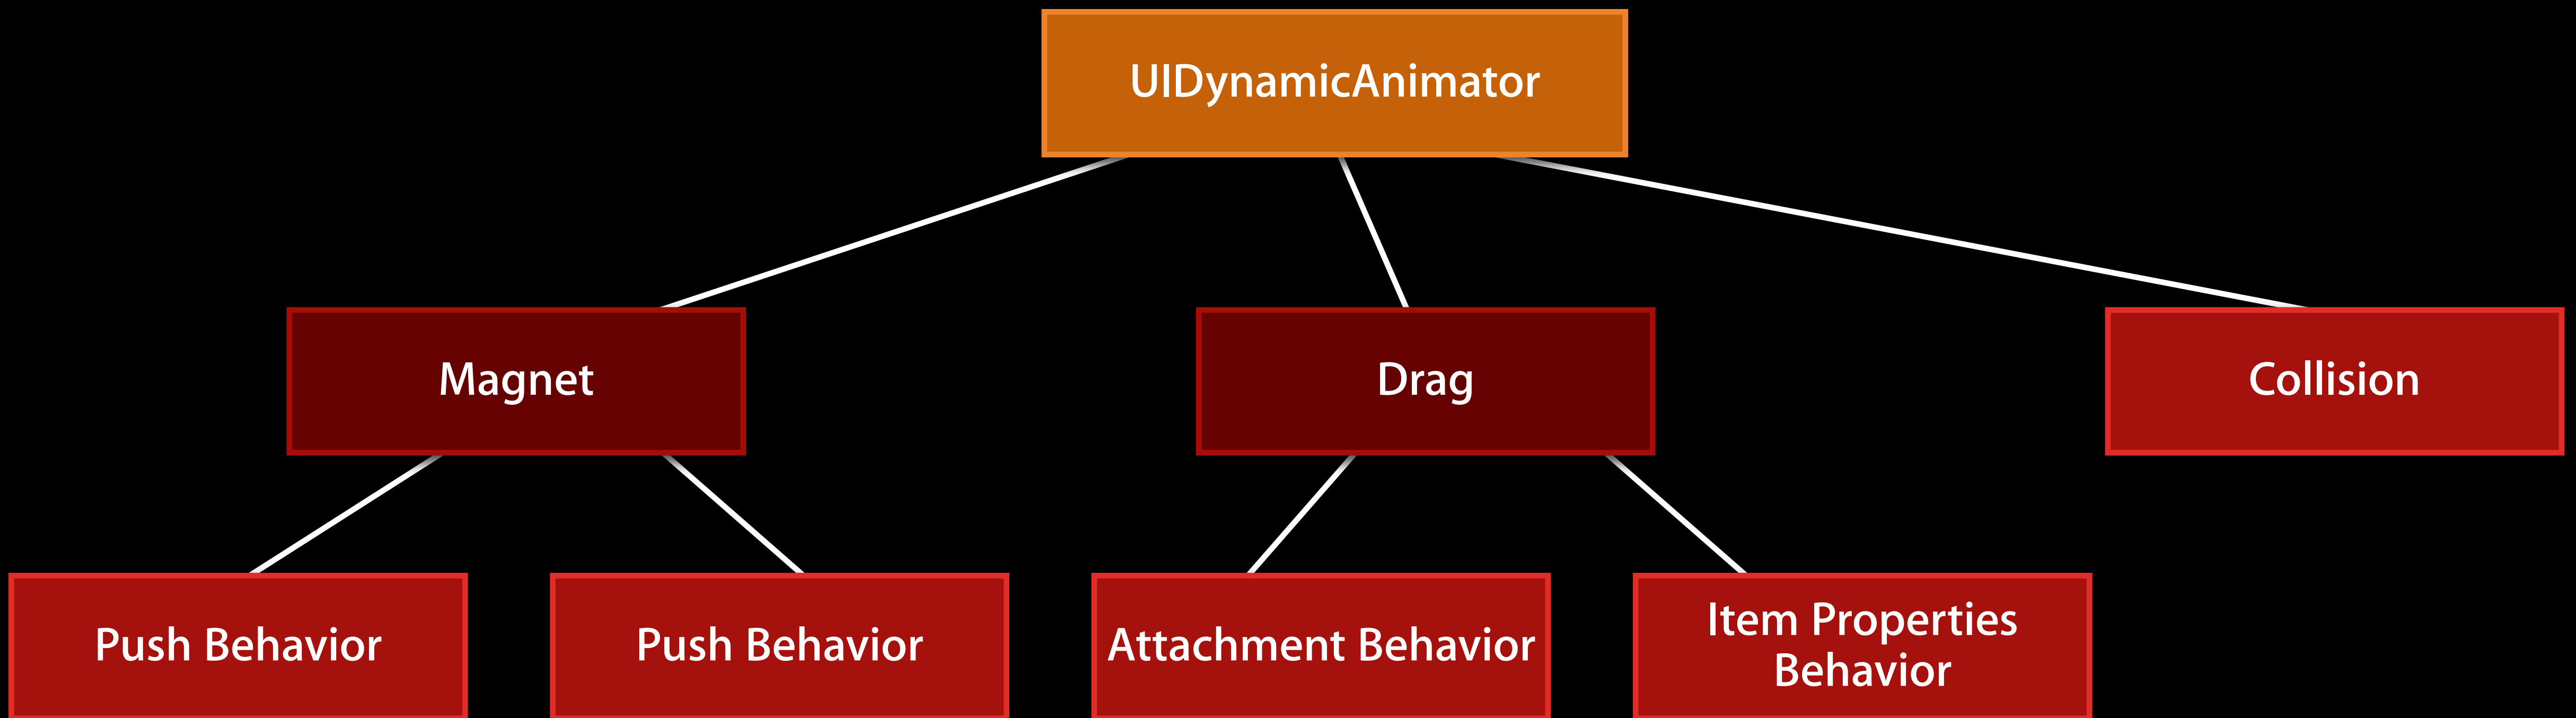 UIDynamicAnimator
Magnet
Drag
Collision
Push Behavior
Push Behavior
Attachment Behavior
Item Properties
Behavior